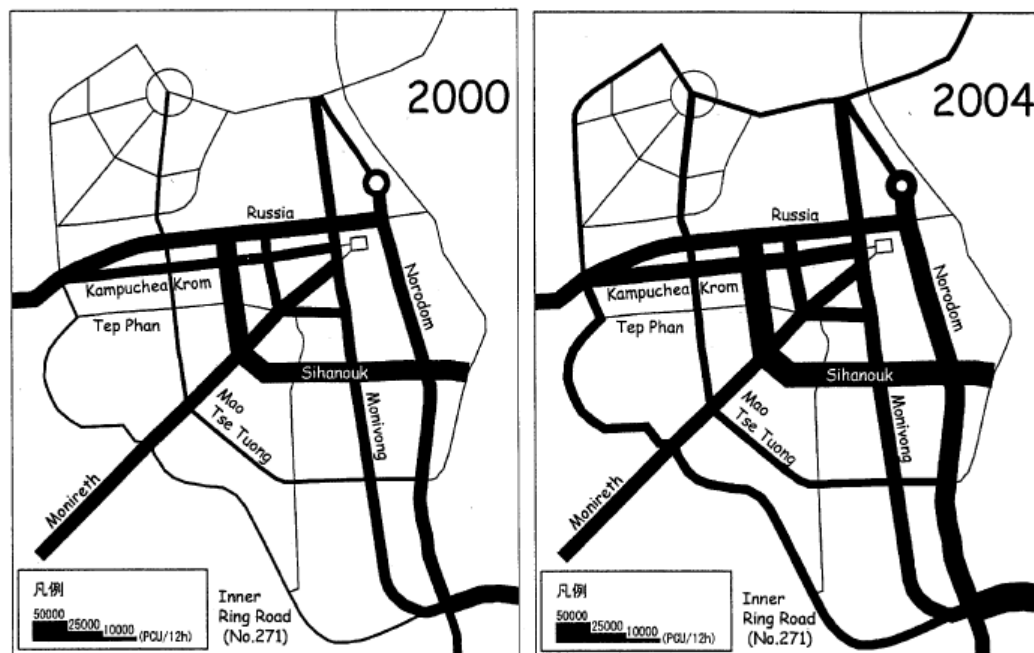 2000
Russia
Kampuchea Krom
Norodom
Tep Phan
Sihanouk
Mao
Tse Tuong
Monivong
Monireth
凡例
50000
25000
10000
(PCU/12h)
Inner
Ring Road
(No.271)
2004
Russia
Kampuchea Krom
Norodom
Tep Phan
Sihanouk
Mao
Tse Tuong
Monivong
Monireth
凡例
50000
25000
10000
(PCU/12h)
Inner
Ring Road
(No.271)